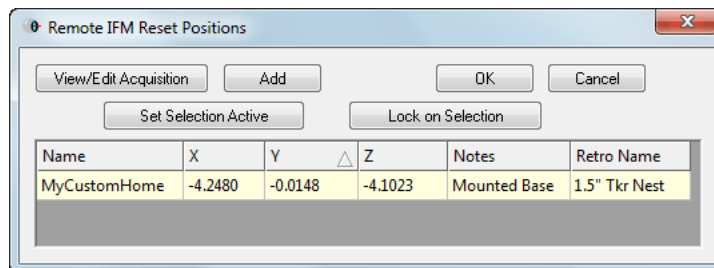 Remote IFM Reset Positions
View/Edit Acquisition Add OK Cancel
Set Selection Active Lock on Selection
Name X Y Z Notes Retro Name
MyCustomHome -4.2480 -0.0148 -4.1023 Mounted Base 1.5" Tkr Nest